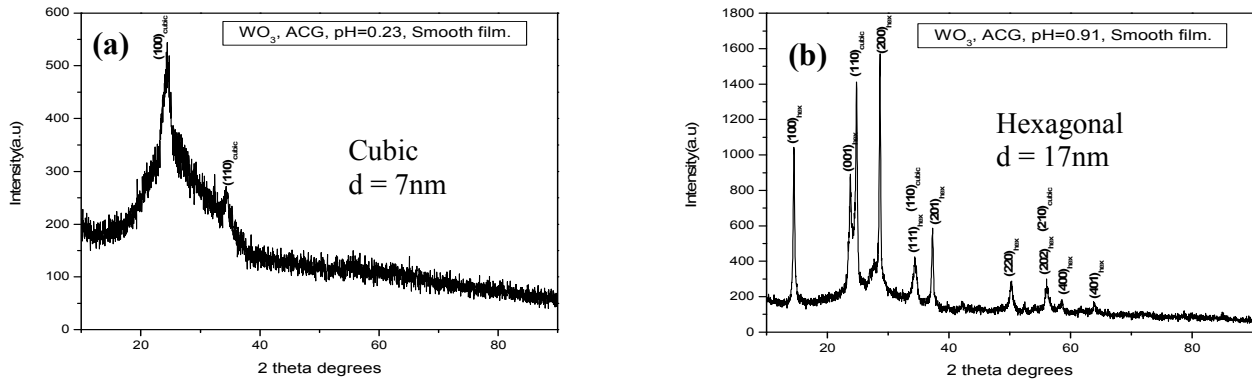 (a)
WO3, ACG, pH=0.23, Smooth film.
(100)cubic
(110)cubic
Cubic
d = 7nm
Intensity(a.u)
600
500
400
300
200
100
0
20
40
60
80
2 theta degrees
(b)
WO3, ACG, pH=0.91, Smooth film.
(100)hex
(001)hex
(110)cubic
(200)hex
(111)hex (110)cubic
(201)hex
(220)hex
(202)hex (210)cubic
(400)hex
(401)hex
Hexagonal
d = 17nm
Intensity(a.u)
1800
1600
1400
1200
1000
800
600
400
200
0
20
40
60
80
2 theta degrees